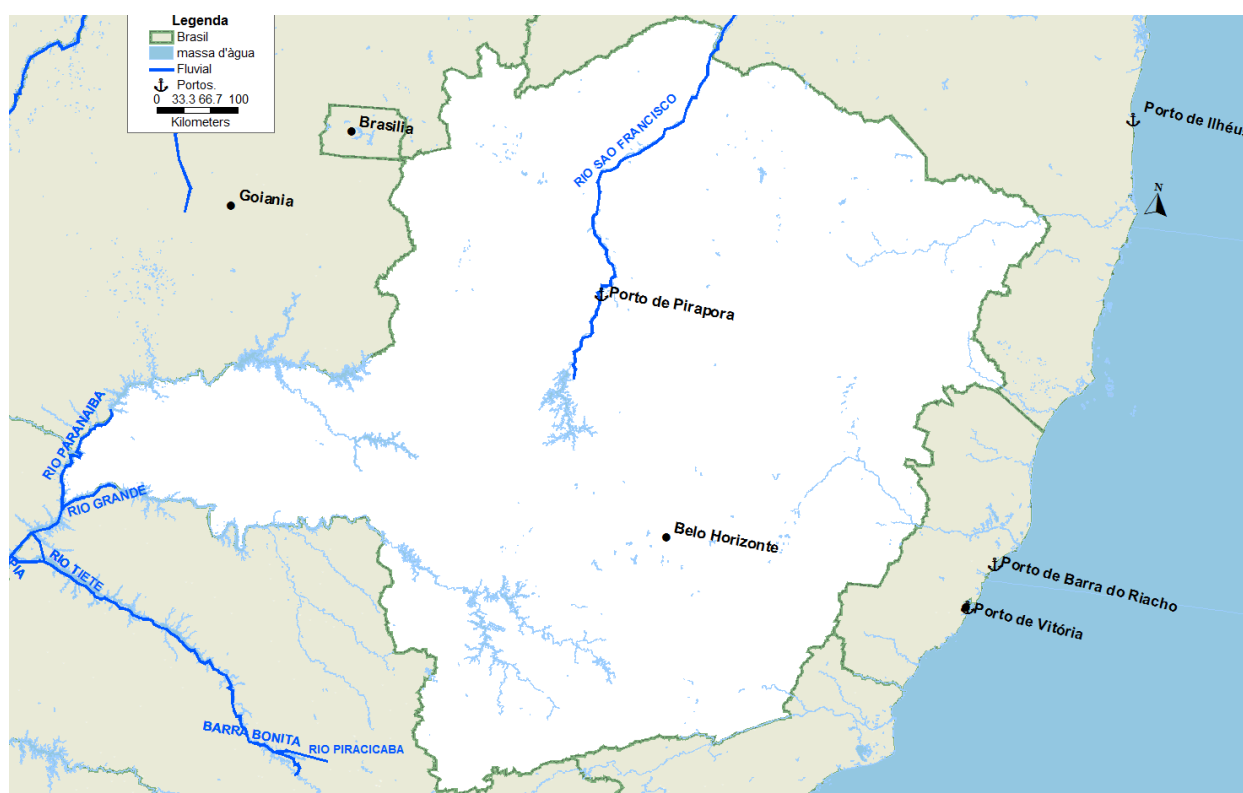 Legenda
Brasil
massa d'àgua
Fluvial
Portos.
0 33.3 66.7 100
Kilometers
Brasilia
Goiania
RIO SAO FRANCISCO
Porto de Ilhéus
N
Porto de Pirapora
RIO PARANAIBA
RIO GRANDE
Belo Horizonte
RIO TIETE
PIA
Porto de Barra do Riacho
Porto de Vitória
BARRA BONITA
RIO PIRACICABA